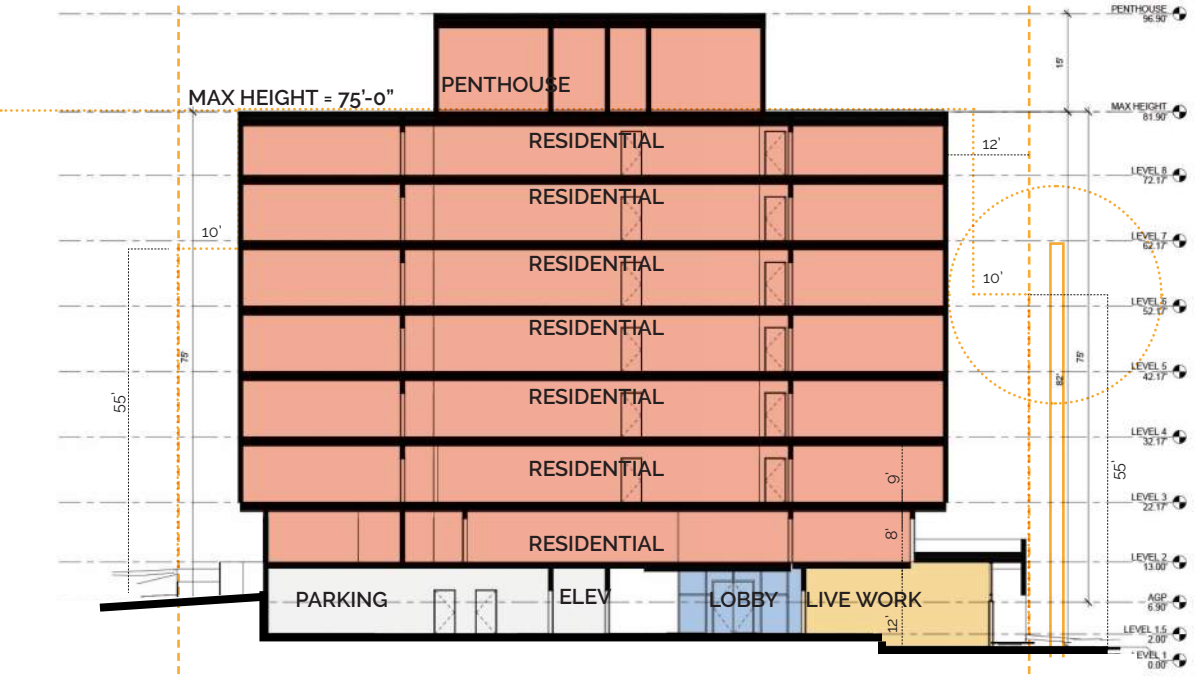 PENTHOUSE
96.90'
15'
PENTHOUSE
MAX HEIGHT = 75'-0"
MAX HEIGHT
81.90'
RESIDENTIAL
12'
LEVEL 8
72.17'
RESIDENTIAL
10'
LEVEL 7
62.17'
RESIDENTIAL
10'
LEVEL 6
52.17'
RESIDENTIAL
75'
75'
LEVEL 5
42.17'
82'
RESIDENTIAL
55'
LEVEL 4
32.17'
RESIDENTIAL
9'
55'
LEVEL 3
22.17'
RESIDENTIAL
8'
LEVEL 2
13.00'
PARKING
ELEV
LOBBY
LIVE WORK
12'
AGP
6.90'
LEVEL 1.5
2.00'
EVEL 1
0.00'